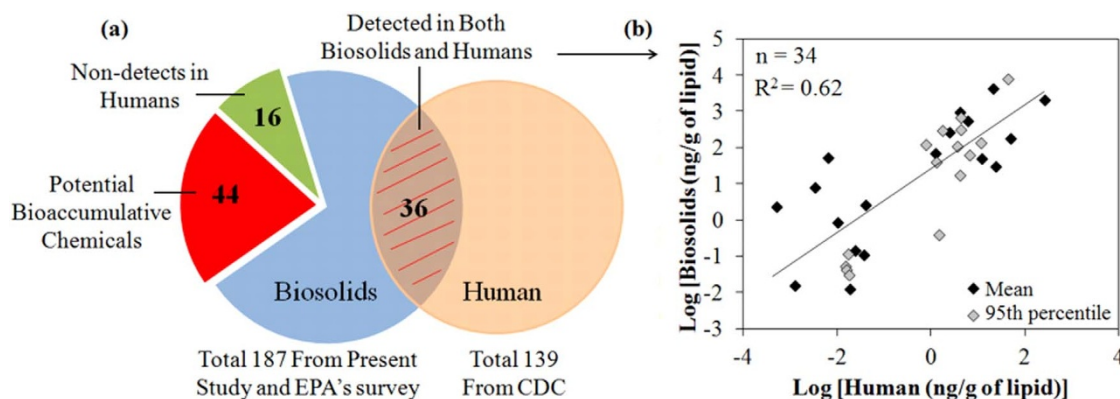 (a)
Detected in Both
Biosolids and Humans
Non-detects in
Humans
16
Potential
Bioaccumulative
Chemicals
44
36
Biosolids
Human
Total 187 From Present
Study and EPA's survey
Total 139
From CDC
(b)
Log [Biosolids (ng/g of lipid)]
5
4
3
2
1
0
-1
-2
-3
n = 34
R² = 0.62
Mean
95th percentile
-4
-2
0
2
4
Log [Human (ng/g of lipid)]